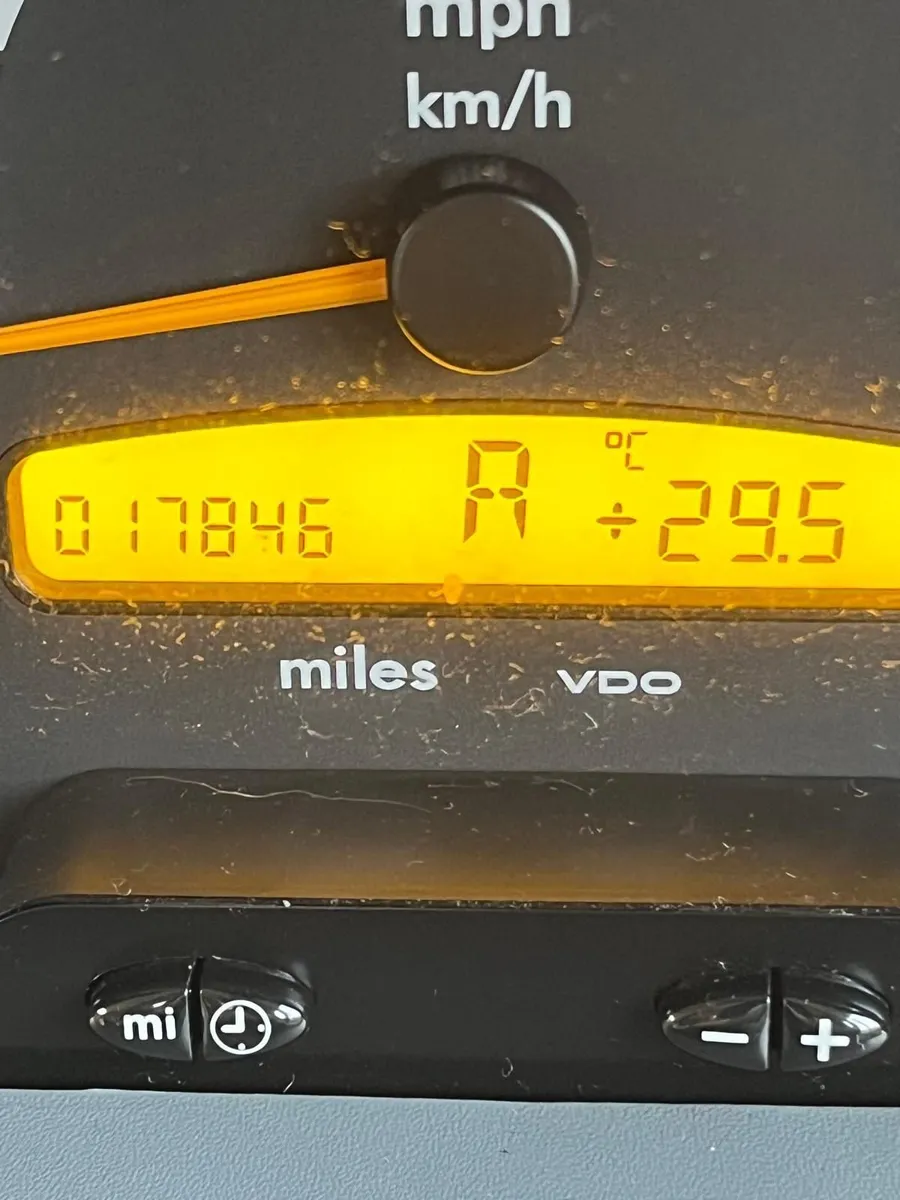 mph
km/h
°C
017846 A ÷29.5
miles VDO
mi - +